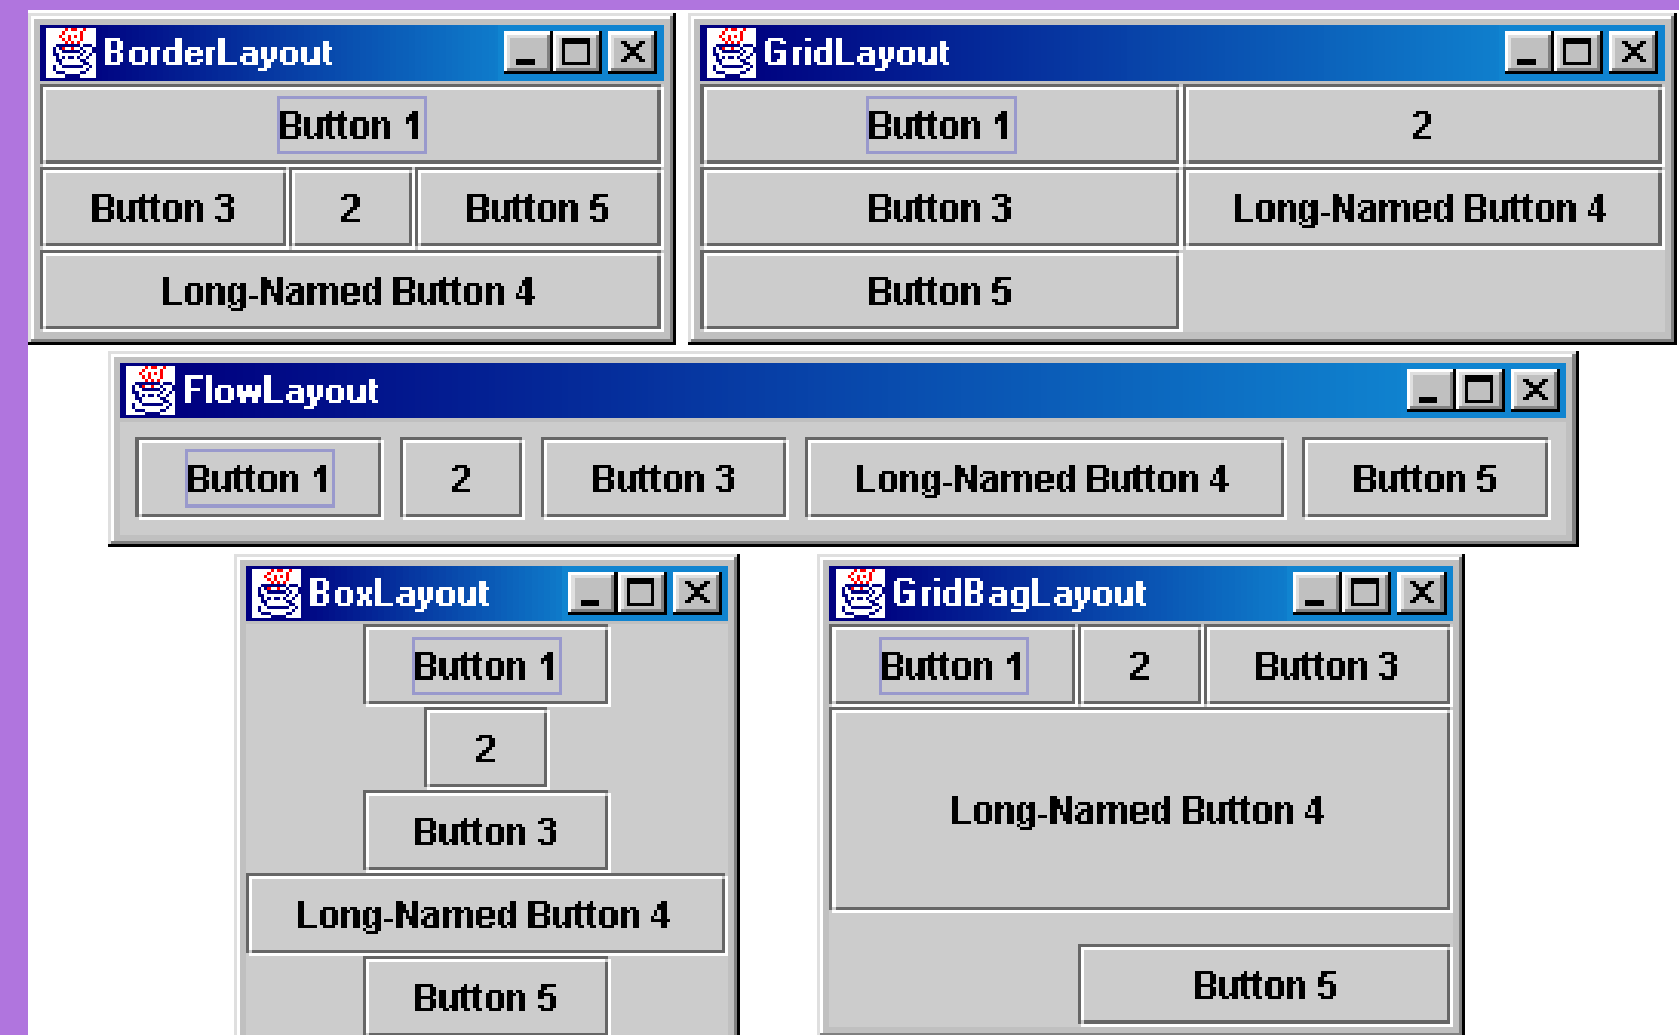 BorderLayout
Button 1
Button 3 2 Button 5
Long-Named Button 4
GridLayout
Button 1 2
Button 3 Long-Named Button 4
Button 5
FlowLayout
Button 1 2 Button 3 Long-Named Button 4 Button 5
BoxLayout
Button 1
2
Button 3
Long-Named Button 4
Button 5
GridBagLayout
Button 1 2 Button 3
Long-Named Button 4
Button 5